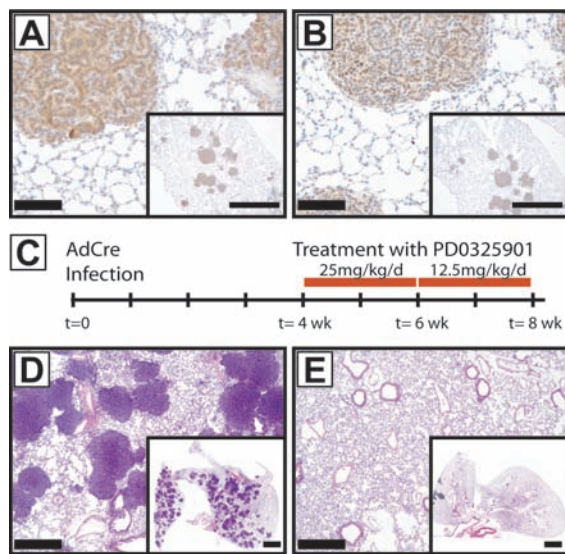 A
B
C
AdCre
Infection
Treatment with PD0325901
25mg/kg/d
12.5mg/kg/d
t=0
t= 4 wk
t= 6 wk
t= 8 wk
D
E